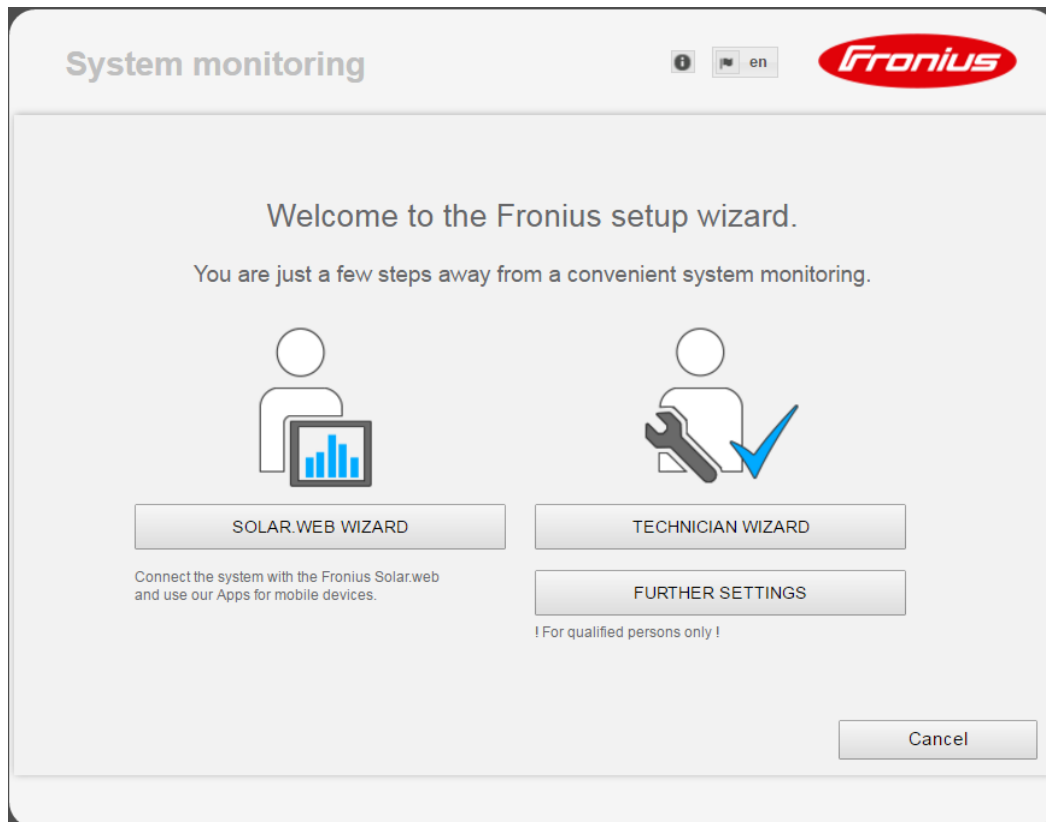 System monitoring
en
Fronius
Welcome to the Fronius setup wizard.
You are just a few steps away from a convenient system monitoring.
SOLAR.WEB WIZARD
Connect the system with the Fronius Solar.web
and use our Apps for mobile devices.
TECHNICIAN WIZARD
FURTHER SETTINGS
! For qualified persons only !
Cancel